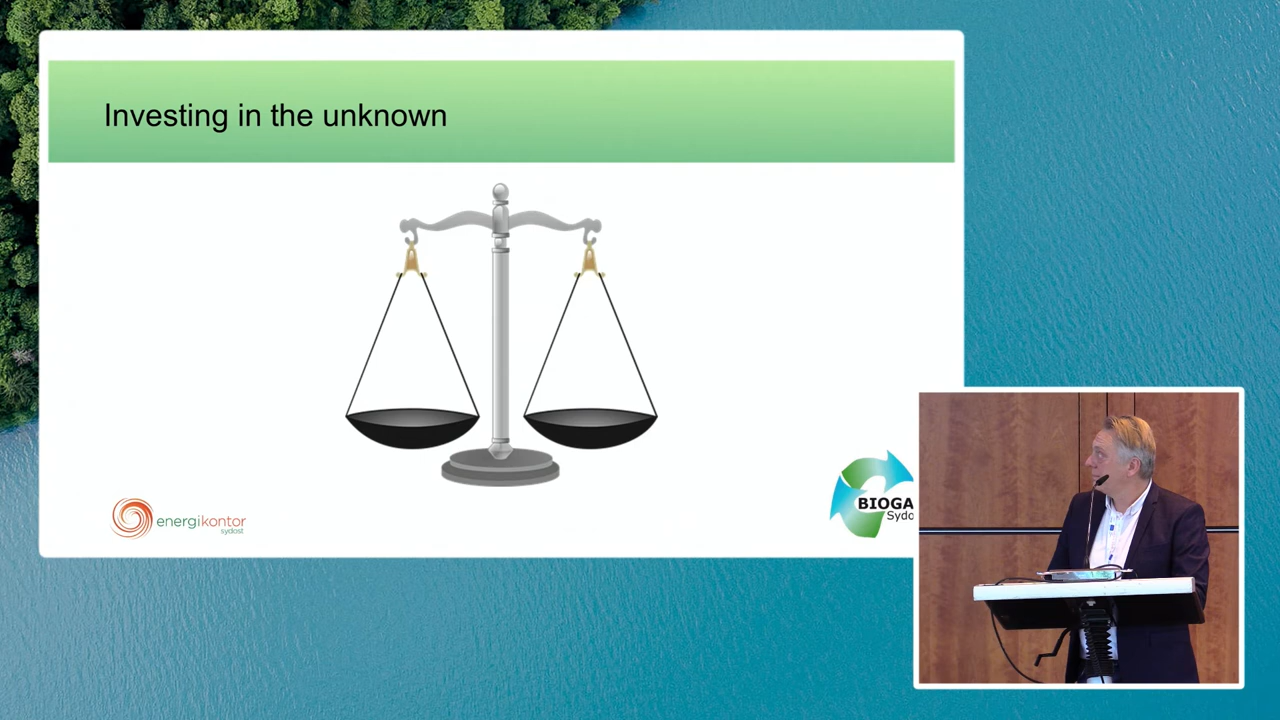 Investing in the unknown
energikontor
sydost
BIOGA
Sydo